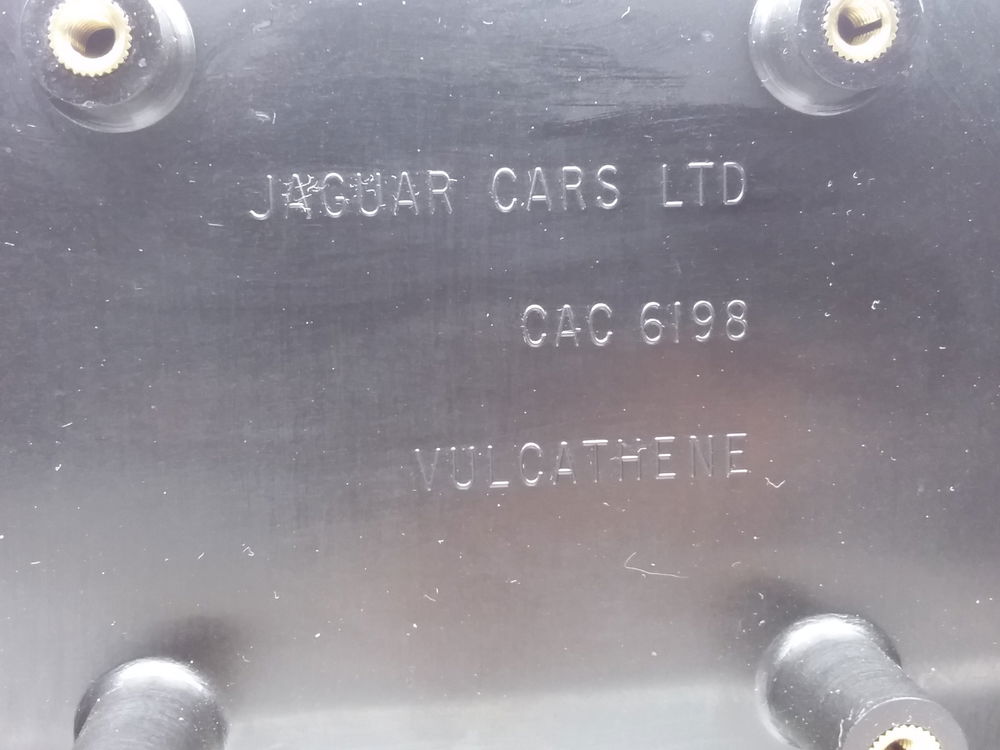 JAGUAR CARS LTD
CAC 6198
VULCATHENE